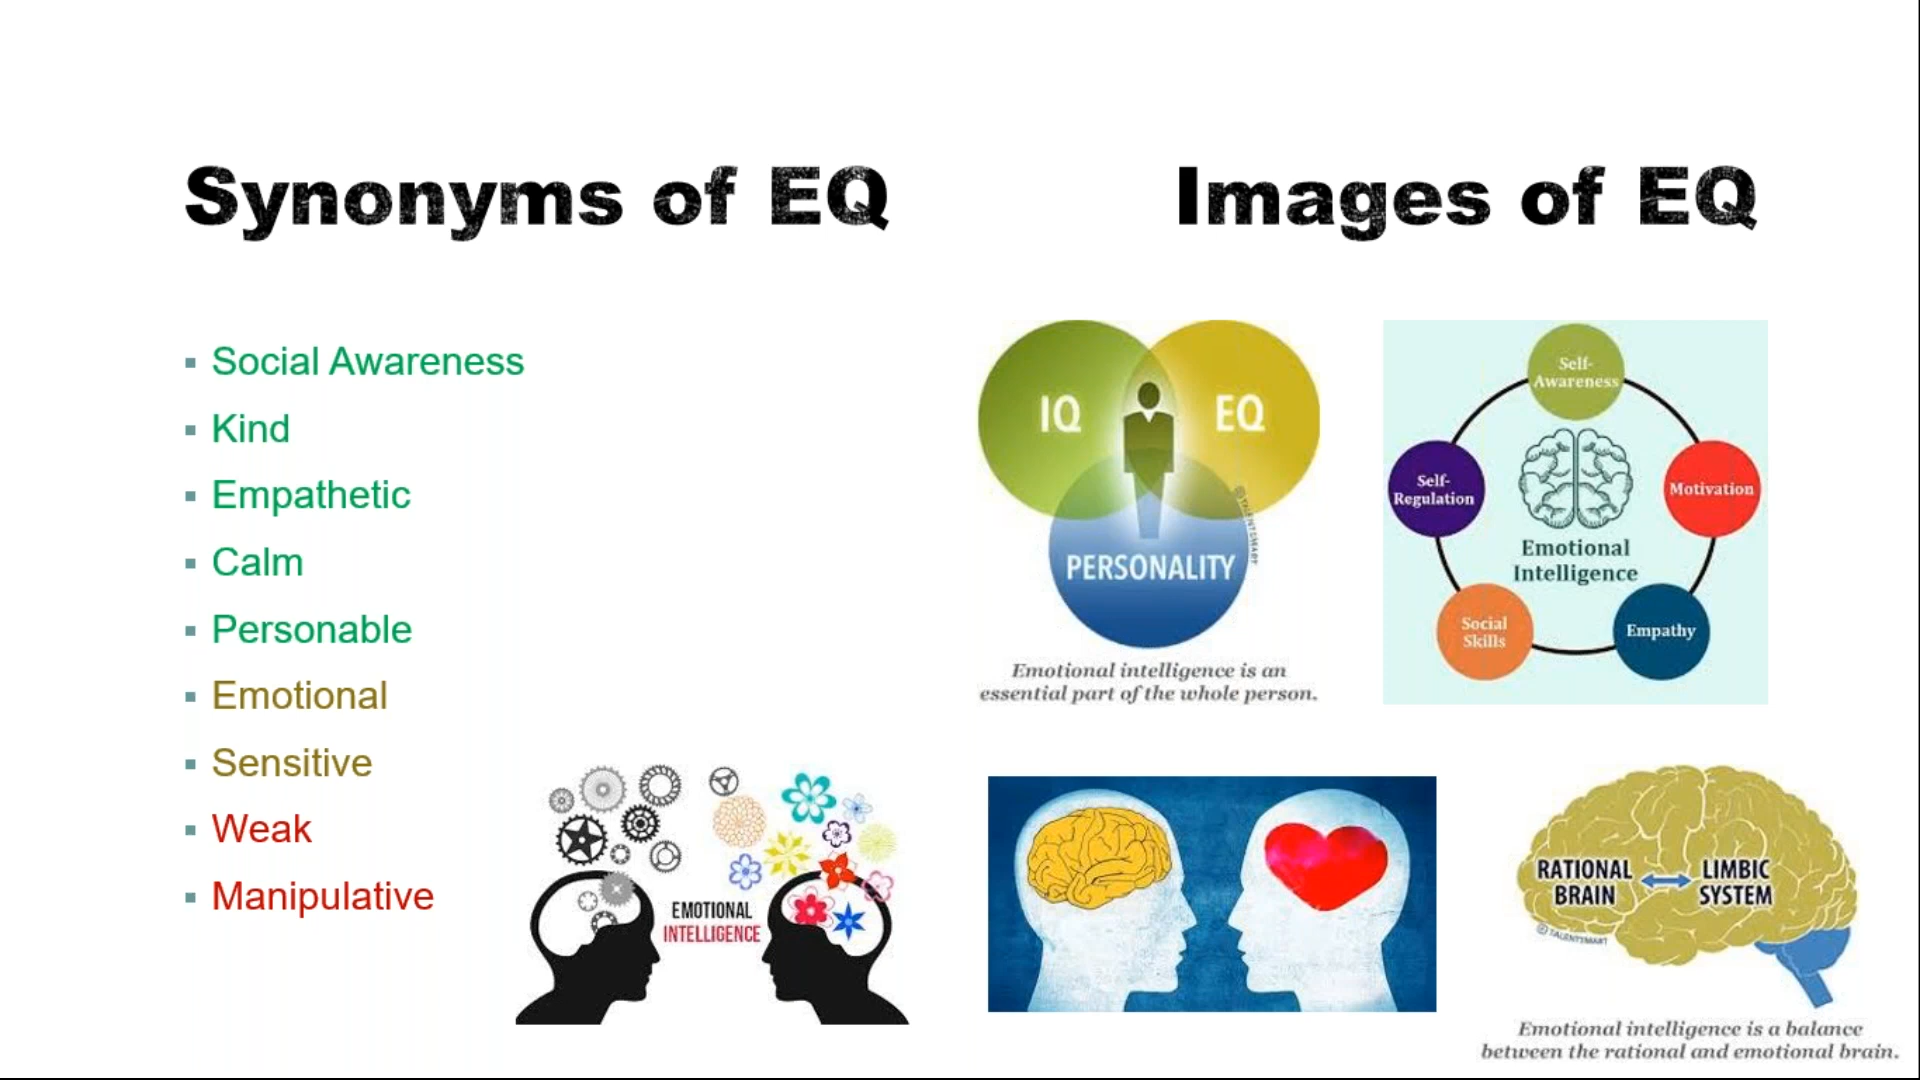 Synonyms of EQ
Images of EQ
Social Awareness
Kind
Empathetic
Calm
Personable
Emotional
Sensitive
Weak
Manipulative
EMOTIONAL
INTELLIGENCE
IQ
EQ
PERSONALITY
© TALENTSMART
Emotional intelligence is an
essential part of the whole person.
Self-
Awareness
Self-
Regulation
Motivation
Emotional
Intelligence
Social
Skills
Empathy
RATIONAL
BRAIN
LIMBIC
SYSTEM
© TALENTSMART
Emotional intelligence is a balance
between the rational and emotional brain.